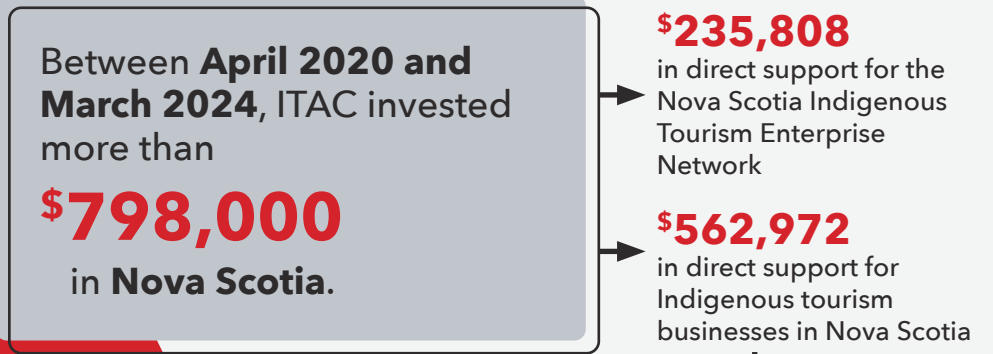 Between April 2020 and
March 2024, ITAC invested
more than
$798,000
in Nova Scotia.
$235,808
in direct support for the
Nova Scotia Indigenous
Tourism Enterprise
Network
$562,972
in direct support for
Indigenous tourism
businesses in Nova Scotia